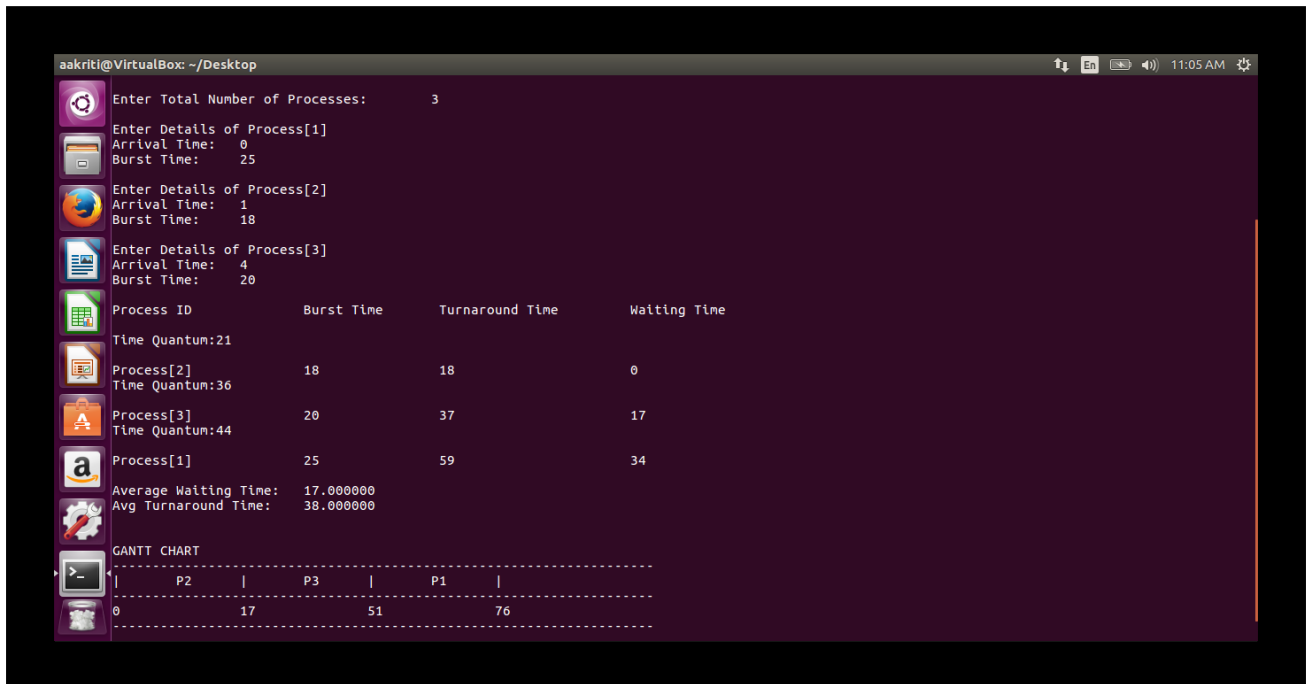 aakriti@VirtualBox: ~/Desktop
En
11:05 AM
Enter Total Number of Processes: 3
Enter Details of Process[1]
Arrival Time: 0
Burst Time: 25
Enter Details of Process[2]
Arrival Time: 1
Burst Time: 18
Enter Details of Process[3]
Arrival Time: 4
Burst Time: 20
Process ID Burst Time Turnaround Time Waiting Time
Time Quantum:21
Process[2] 18 18 0
Time Quantum:36
Process[3] 20 37 17
Time Quantum:44
Process[1] 25 59 34
Average Waiting Time: 17.000000
Avg Turnaround Time: 38.000000
GANTT CHART
--------------------------------------------------------------------
| P2 | P3 | P1 |
--------------------------------------------------------------------
0 17 51 76
--------------------------------------------------------------------